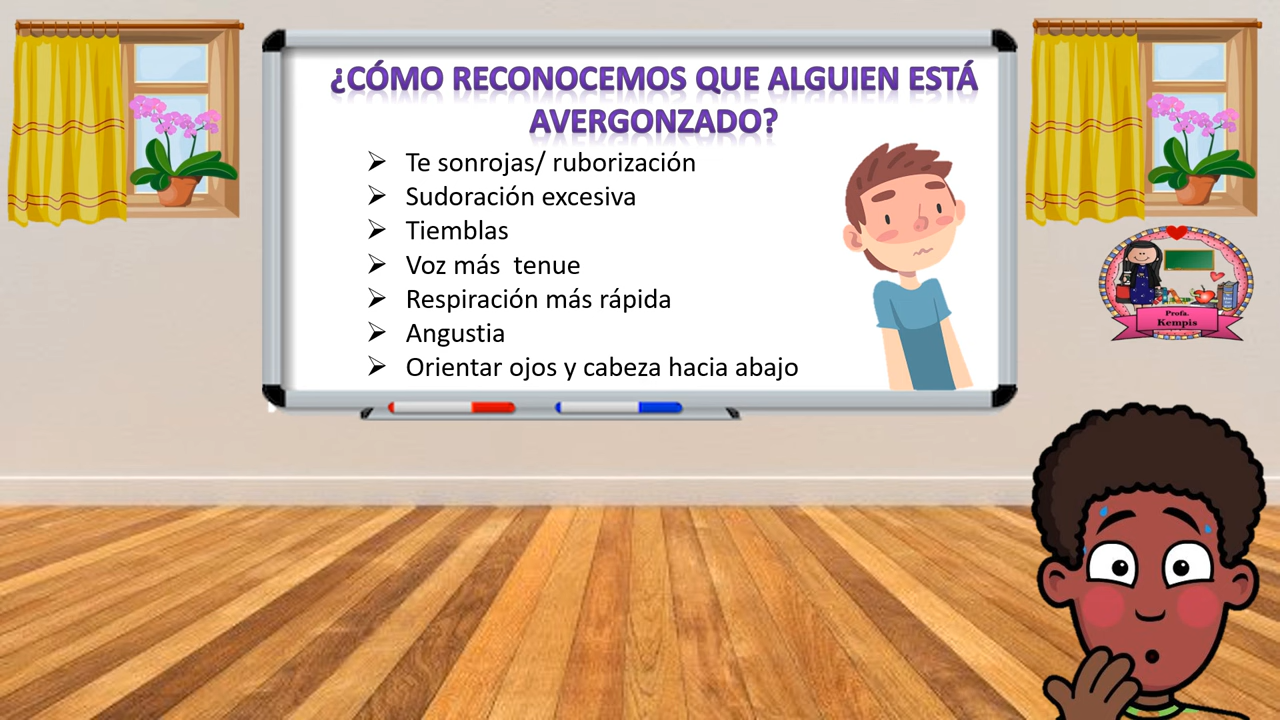 ¿CÓMO RECONOCEMOS QUE ALGUIEN ESTÁ
AVERGONZADO?
Te sonrojas/ ruborización
Sudoración excesiva
Tiemblas
Voz más  tenue
Respiración más rápida
Angustia
Orientar ojos y cabeza hacia abajo
Profa.
Kempis